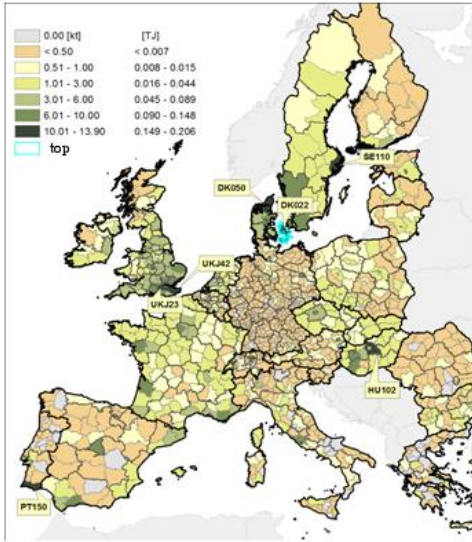 0.00 [kt] [TJ]
< 0.50 < 0.007
0.51 - 1.00 0.008 - 0.015
1.01 - 3.00 0.016 - 0.044
3.01 - 6.00 0.045 - 0.089
6.01 - 10.00 0.090 - 0.148
10.01 - 13.90 0.149 - 0.206
top
SE110
DK050
DK022
UKJ42
UKJ23
HU102
PT150